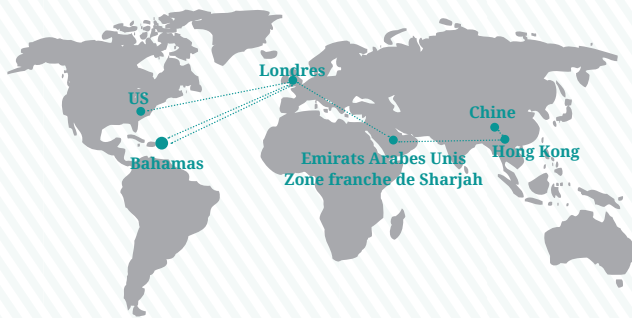 Londres
US
Chine
Hong Kong
Bahamas
Emirats Arabes Unis
Zone franche de Sharjah